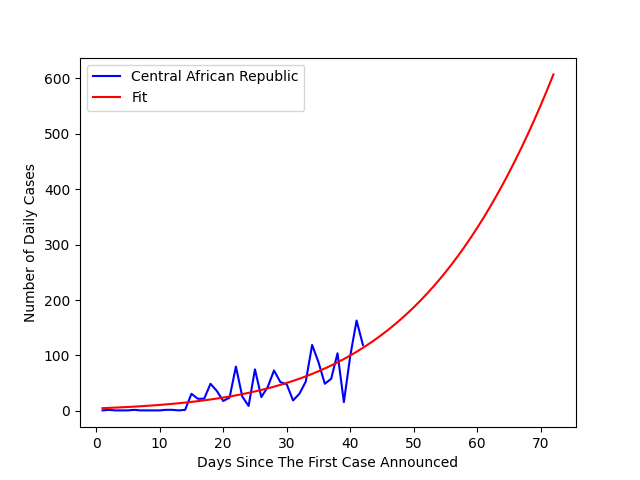 Central African Republic
Fit
Number of Daily Cases
600
500
400
300
200
100
0
0 10 20 30 40 50 60 70
Days Since The First Case Announced